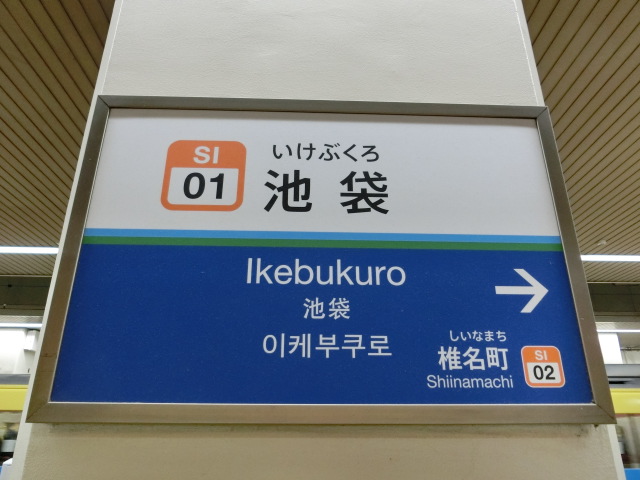 SI
01
いけぶくろ
池袋
Ikebukuro
池袋
이케부쿠로
しいなまち
椎名町
Shiinamachi
SI
02